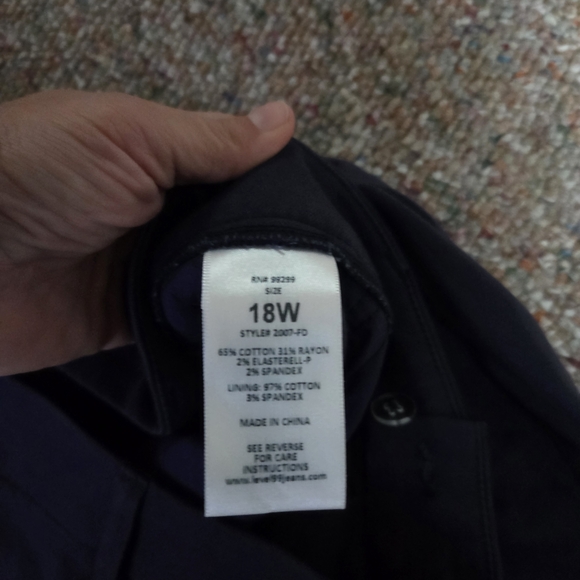 RN# 99299
SIZE
18W
STYLE# 2007-FD
65% COTTON 31% RAYON
2% ELASTERELL-P
2% SPANDEX
LINING: 97% COTTON
3% SPANDEX
MADE IN CHINA
SEE REVERSE
FOR CARE
INSTRUCTIONS
www.level99jeans.com